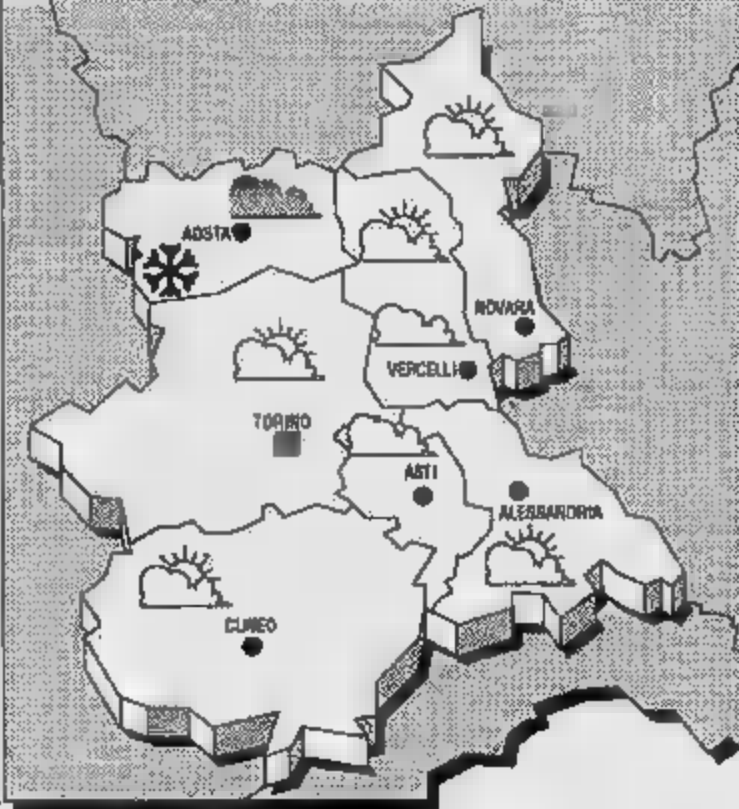 AOSTA
NOVARA
VERCELLI
TORINO
ASTI
ALESSANDRIA
CUNEO